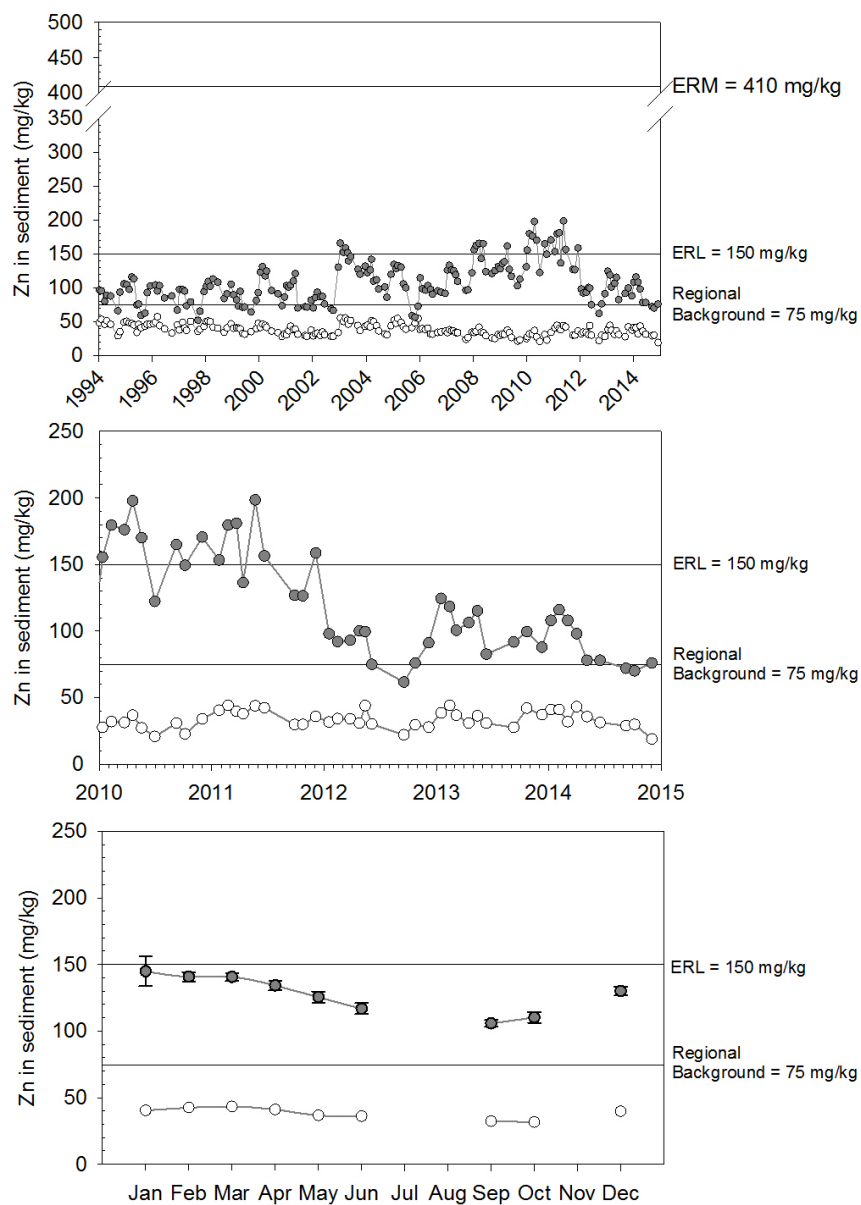 500
450
400
350
300
250
200
150
100
50
0
Zn in sediment (mg/kg)
ERM = 410 mg/kg
ERL = 150 mg/kg
Regional
Background = 75 mg/kg
1994 1996 1998 2000 2002 2004 2006 2008 2010 2012 2014
250
200
150
100
50
0
Zn in sediment (mg/kg)
ERL = 150 mg/kg
Regional
Background = 75 mg/kg
2010 2011 2012 2013 2014 2015
250
200
150
100
50
0
Zn in sediment (mg/kg)
ERL = 150 mg/kg
Regional
Background = 75 mg/kg
Jan Feb Mar Apr May Jun Jul Aug Sep Oct Nov Dec